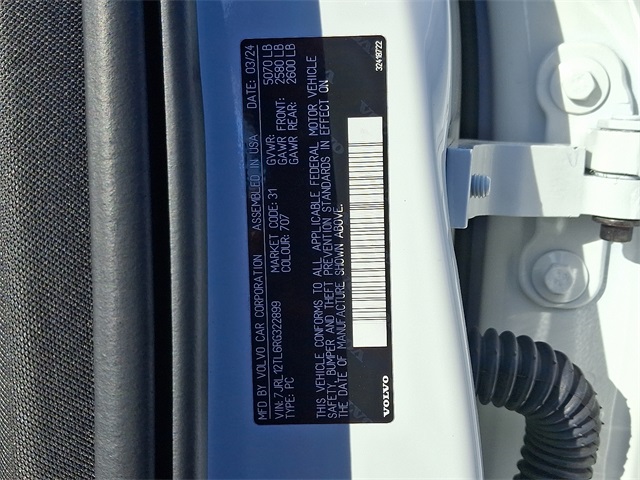 MFD BY VOLVO CAR CORPORATION ASSEMBLED IN USA DATE: 03/24
VIN: 7JRL12TL6RG322899 MARKET CODE: 31 GVWR: 5070 LB
TYPE: PC COLOUR: 707 GAWR FRONT: 2580 LB
GAWR REAR: 2600 LB
THIS VEHICLE CONFORMS TO ALL APPLICABLE FEDERAL MOTOR VEHICLE
SAFETY, BUMPER AND THEFT PREVENTION STANDARDS IN EFFECT ON
THE DATE OF MANUFACTURE SHOWN ABOVE.
VOLVO 32418722